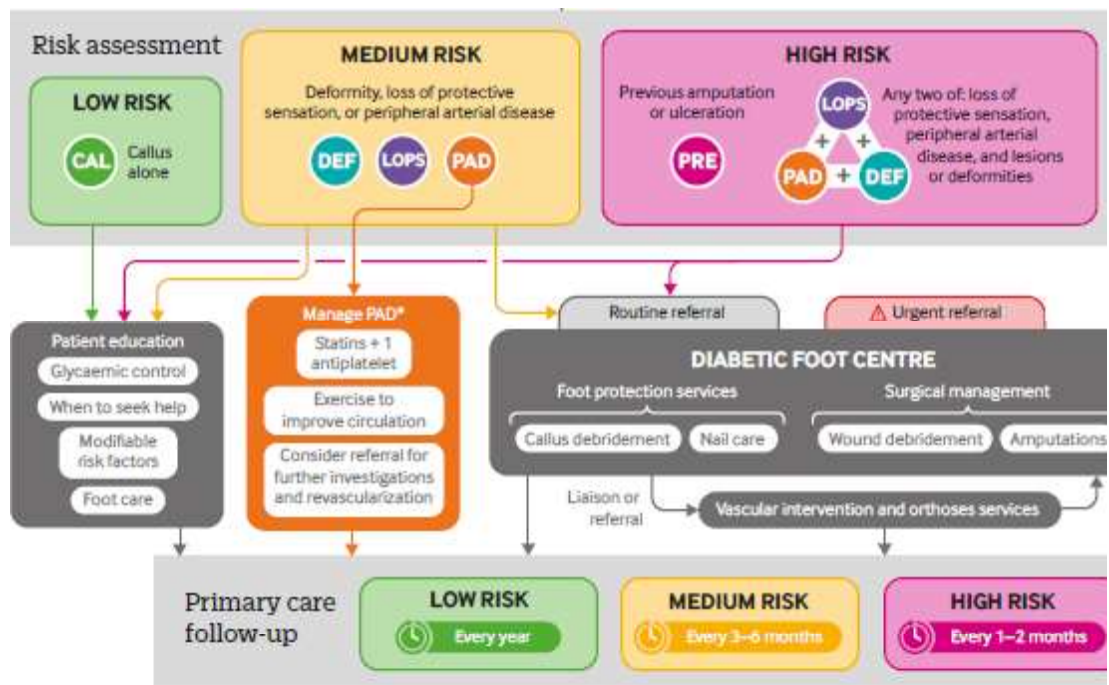 Risk assessment
LOW RISK
CAL
Callus
alone
MEDIUM RISK
Deformity, loss of protective
sensation, or peripheral arterial disease
DEF
LOPS
PAD
HIGH RISK
Previous amputation
or ulceration
PRE
LOPS
+ +
PAD + DEF
Any two of: loss of
protective sensation,
peripheral arterial
disease, and lesions
or deformities
Patient education
Glycaemic control
When to seek help
Modifiable
risk factors
Foot care
Manage PAD*
Statins + 1
antiplatelet
Exercise to
improve circulation
Consider referral for
further investigations
and revascularization
Routine referral
Urgent referral
DIABETIC FOOT CENTRE
Foot protection services
Callus debridement
Nail care
Surgical management
Wound debridement
Amputations
Liaison or
referral
Vascular intervention and orthoses services
Primary care
follow-up
LOW RISK
Every year
MEDIUM RISK
Every 3–6 months
HIGH RISK
Every 1–2 months